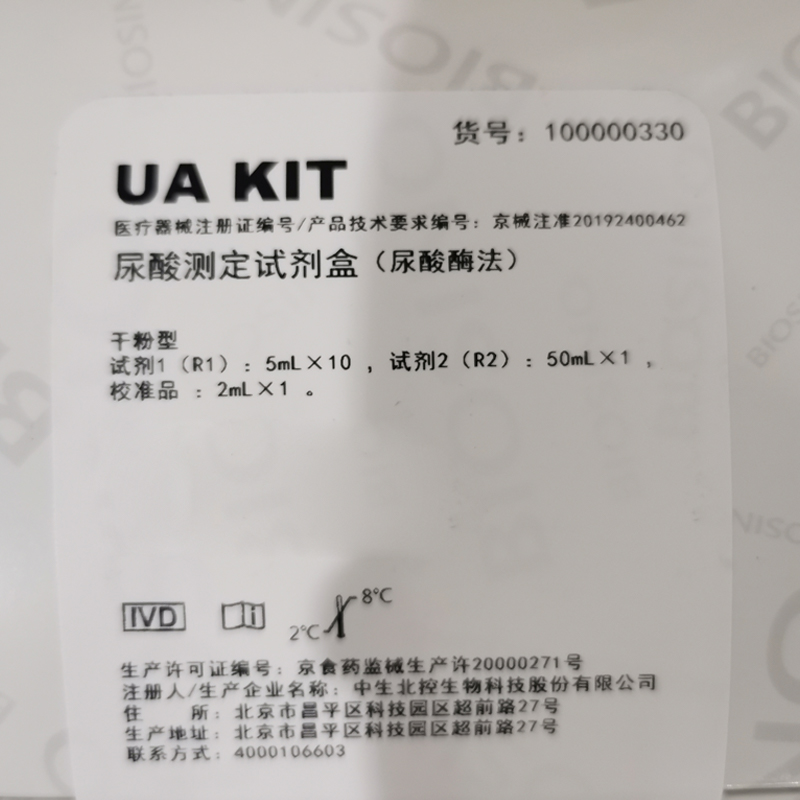 货号：100000330
UA KIT
医疗器械注册证编号/产品技术要求编号：京械注准20192400462
尿酸测定试剂盒（尿酸酶法）
干粉型
试剂1（R1）：5mL×10，试剂2（R2）：50mL×1，
校准品：2mL×1。
IVD
8℃
2℃
生产许可证编号：京食药监械生产许20000271号
注册人/生产企业名称：中生北控生物科技股份有限公司
住　　所：北京市昌平区科技园区超前路27号
生产地址：北京市昌平区科技园区超前路27号
联系方式：4000106603